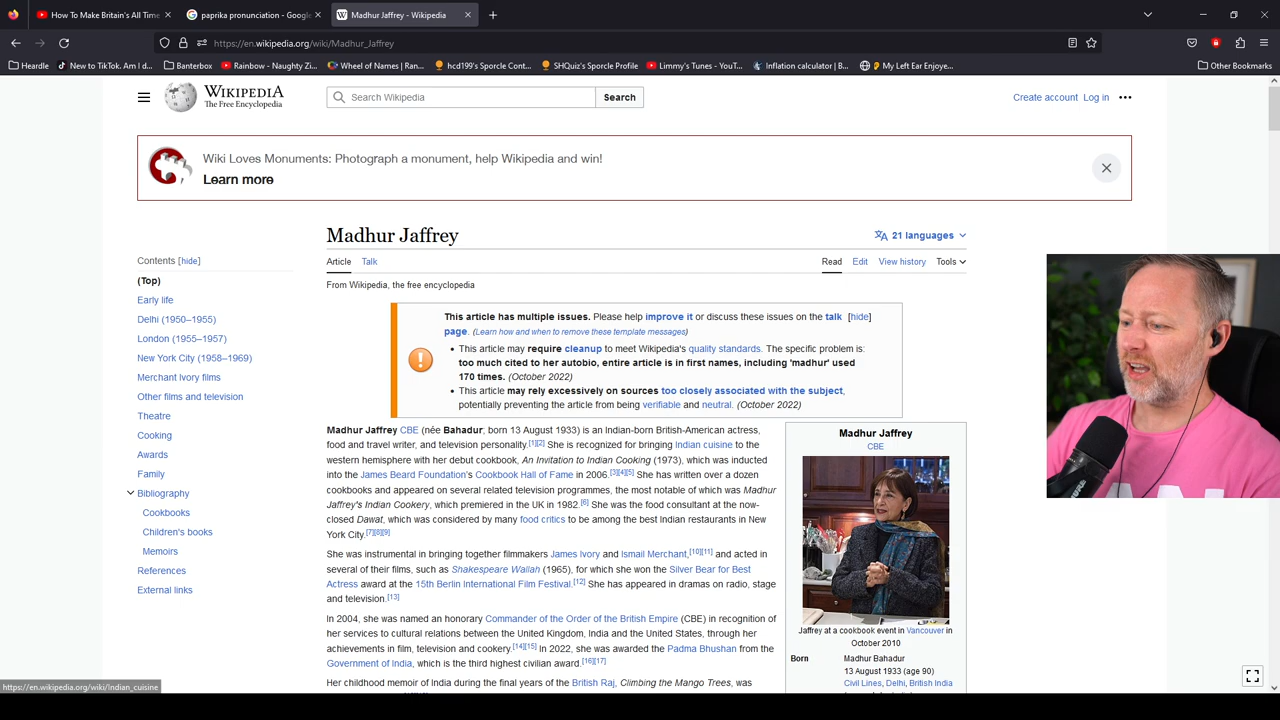 How To Make Britain's All Time
paprika pronunciation - Google
Madhur Jaffrey - Wikipedia
https://en.wikipedia.org/wiki/Madhur_Jaffrey
Heardle
New to TikTok. Am I d...
Banterbox
Rainbow - Naughty Zi...
Wheel of Names | Ran...
hcd199's Sporcle Cont...
SHQuiz's Sporcle Profile
Limmy's Tunes - YouT...
Inflation calculator | B...
My Left Ear Enjoye...
Other Bookmarks
WIKIPEDIA
The Free Encyclopedia
Search Wikipedia
Search
Create account Log in
Wiki Loves Monuments: Photograph a monument, help Wikipedia and win!
Learn more
Madhur Jaffrey
21 languages
Contents [hide]
(Top)
Early life
Delhi (1950–1955)
London (1955–1957)
New York City (1958–1969)
Merchant Ivory films
Other films and television
Theatre
Cooking
Awards
Family
Bibliography
Cookbooks
Children's books
Memoirs
References
External links
Article Talk
Read Edit View history Tools
From Wikipedia, the free encyclopedia
This article has multiple issues. Please help improve it or discuss these issues on the talk [hide]
page. (Learn how and when to remove these template messages)
• This article may require cleanup to meet Wikipedia's quality standards. The specific problem is:
too much cited to her autobio, entire article is in first names, including 'madhur' used
170 times. (October 2022)
• This article may rely excessively on sources too closely associated with the subject,
potentially preventing the article from being verifiable and neutral. (October 2022)
Madhur Jaffrey CBE (née Bahadur; born 13 August 1933) is an Indian-born British-American actress,
food and travel writer, and television personality.[1][2] She is recognized for bringing Indian cuisine to the
western hemisphere with her debut cookbook, An Invitation to Indian Cooking (1973), which was inducted
into the James Beard Foundation's Cookbook Hall of Fame in 2006.[3][4][5] She has written over a dozen
cookbooks and appeared on several related television programmes, the most notable of which was Madhur
Jaffrey's Indian Cookery, which premiered in the UK in 1982.[6] She was the food consultant at the now-
closed Dawat, which was considered by many food critics to be among the best Indian restaurants in New
York City.[7][8][9]
She was instrumental in bringing together filmmakers James Ivory and Ismail Merchant,[10][11] and acted in
several of their films, such as Shakespeare Wallah (1965), for which she won the Silver Bear for Best
Actress award at the 15th Berlin International Film Festival.[12] She has appeared in dramas on radio, stage
and television.[13]
In 2004, she was named an honorary Commander of the Order of the British Empire (CBE) in recognition of
her services to cultural relations between the United Kingdom, India and the United States, through her
achievements in film, television and cookery.[14][15] In 2022, she was awarded the Padma Bhushan from the
Government of India, which is the third highest civilian award.[16][17]
Her childhood memoir of India during the final years of the British Raj, Climbing the Mango Trees, was
Madhur Jaffrey
CBE
Jaffrey at a cookbook event in Vancouver in
October 2010
Born Madhur Bahadur
13 August 1933 (age 90)
Civil Lines, Delhi, British India
https://en.wikipedia.org/wiki/Indian_cuisine